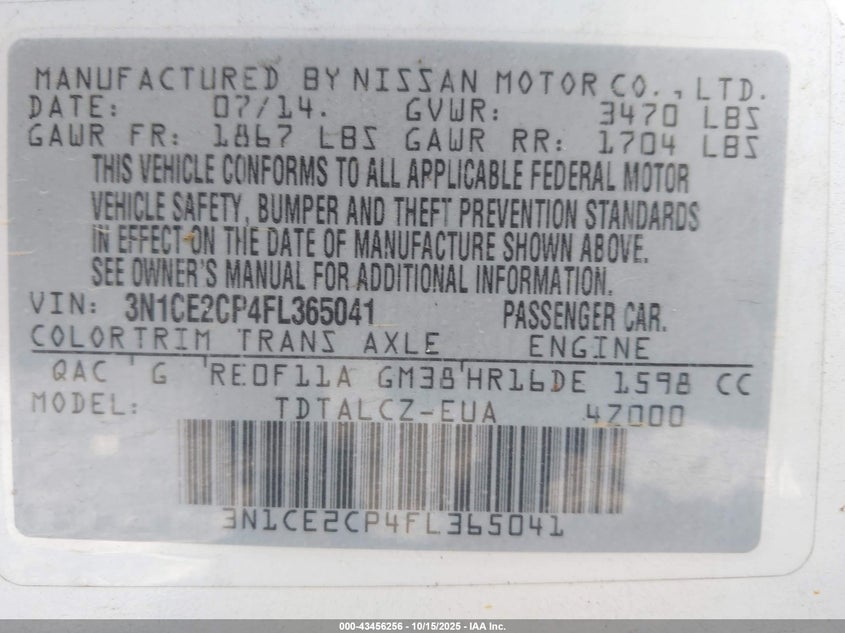 MANUFACTURED BY NISSAN MOTOR CO., LTD.
DATE: 07/14. GVWR: 3470 LBS
GAWR FR: 1867 LBS GAWR RR: 1704 LBS
THIS VEHICLE CONFORMS TO ALL APPLICABLE FEDERAL MOTOR
VEHICLE SAFETY, BUMPER AND THEFT PREVENTION STANDARDS
IN EFFECT ON THE DATE OF MANUFACTURE SHOWN ABOVE.
SEE OWNER'S MANUAL FOR ADDITIONAL INFORMATION.
VIN: 3N1CE2CP4FL365041 PASSENGER CAR.
COLORTRIM TRANS AXLE ENGINE
QAC G RE0F11A GM38 HR16DE 1598 CC
MODEL: TDTALCZ-EUA 4Z000
3N1CE2CP4FL365041
000-43456256 - 10/15/2025 - IAA Inc.